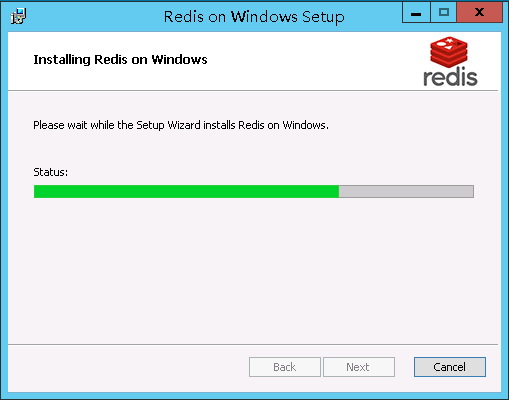 Redis on Windows Setup
Installing Redis on Windows
redis
Please wait while the Setup Wizard installs Redis on Windows.
Status:
Back
Next
Cancel